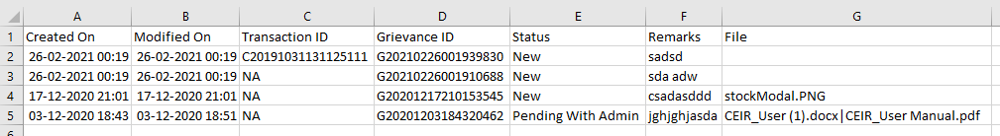 A B C D E F G
1 Created On Modified On Transaction ID Grievance ID Status Remarks File
2 26-02-2021 00:19 26-02-2021 00:19 C20191031131125111 G20210226001939830 New sadsd
3 26-02-2021 00:19 26-02-2021 00:19 NA G20210226001910688 New sda adw
4 17-12-2020 21:01 17-12-2020 21:01 NA G20201217210153545 New csadasddd stockModal.PNG
5 03-12-2020 18:43 03-12-2020 18:51 NA G20201203184320462 Pending With Admin jghjghjasda CEIR_User (1).docx|CEIR_User Manual.pdf